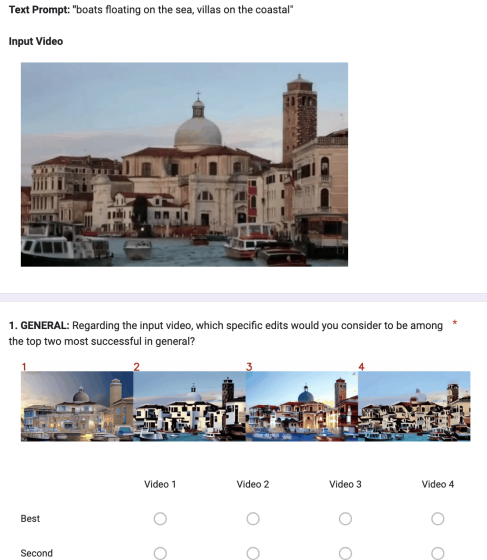 Text Prompt: "boats floating on the sea, villas on the coastal"
Input Video
1. GENERAL: Regarding the input video, which specific edits would you consider to be among *
the top two most successful in general?
1 2 3 4
Video 1 Video 2 Video 3 Video 4
Best
Second